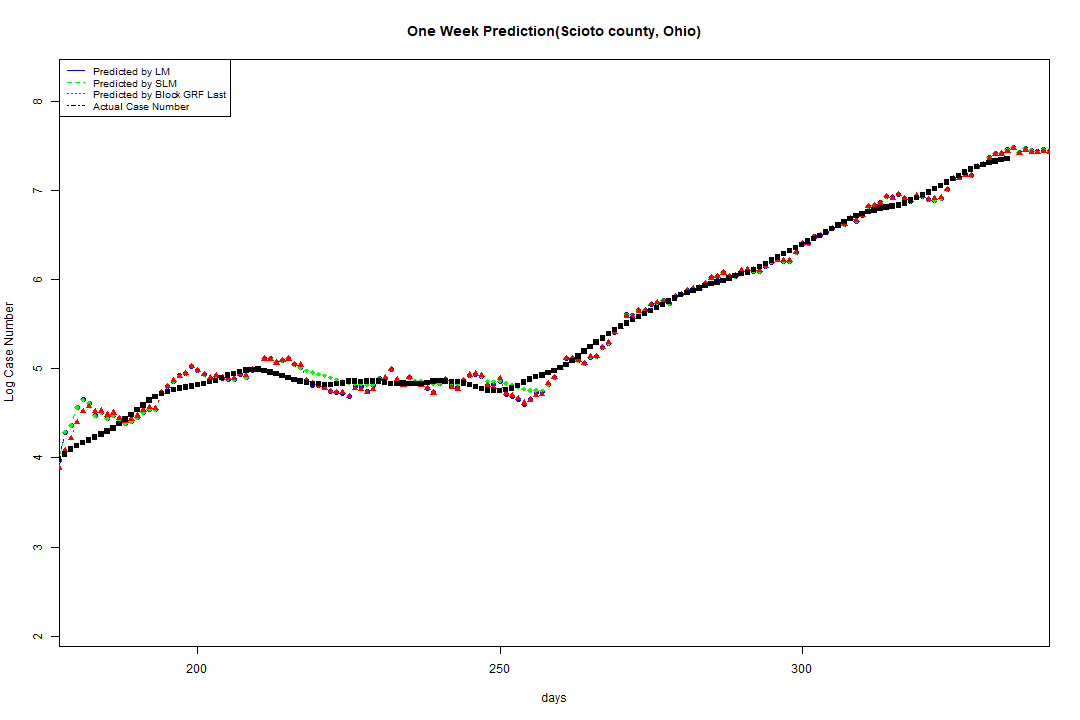 One Week Prediction(Scioto county, Ohio)
Predicted by LM
Predicted by SLM
Predicted by Block GRF Last
Actual Case Number
8
7
6
5
4
3
2
Log Case Number
200
250
300
days